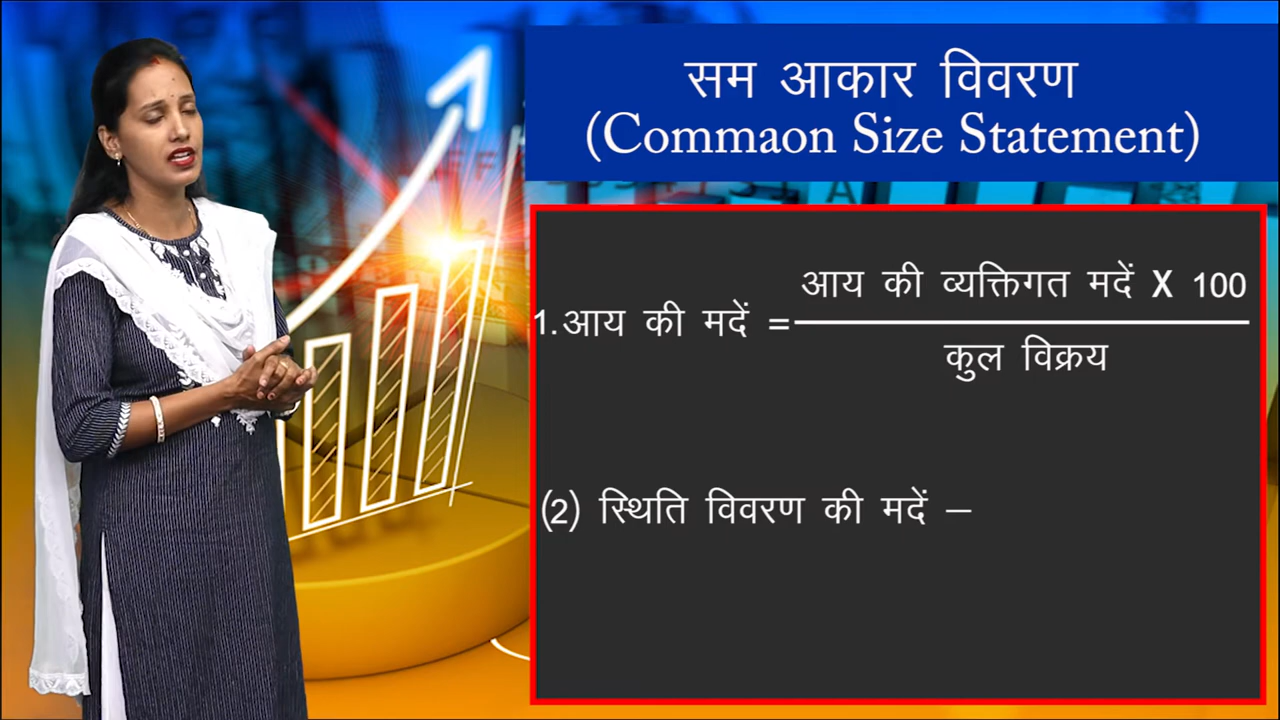 सम आकार विवरण
(Commaon Size Statement)
आय की व्यक्तिगत मदें X 100
1.आय की मदें =
कुल विक्रय
(2) स्थिति विवरण की मदें –